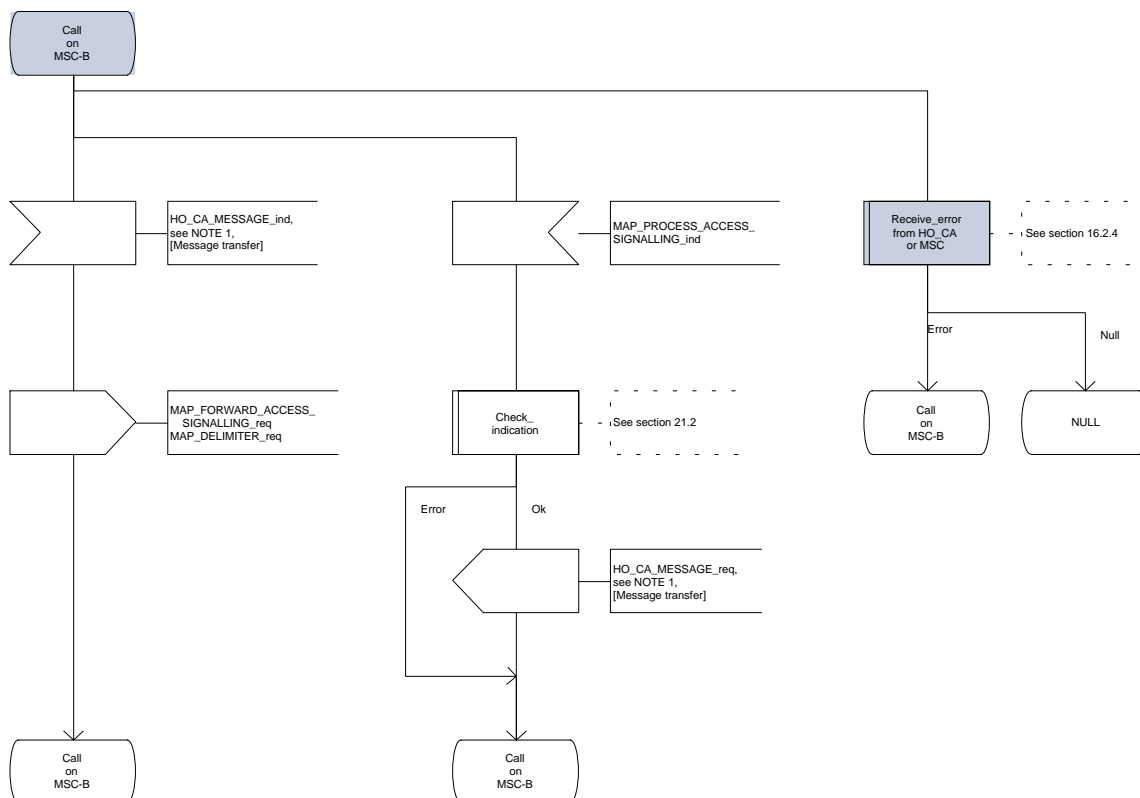 Call
on
MSC-B
HO_CA_MESSAGE_ind,
see NOTE 1,
[Message transfer]
MAP_PROCESS_ACCESS_
SIGNALLING_ind
Receive_error
from HO_CA
or MSC
See section 16.2.4
Error
Null
MAP_FORWARD_ACCESS_
SIGNALLING_req
MAP_DELIMITER_req
Check_
indication
See section 21.2
Call
on
MSC-B
NULL
Error
Ok
HO_CA_MESSAGE_req,
see NOTE 1,
[Message transfer]
Call
on
MSC-B
Call
on
MSC-B